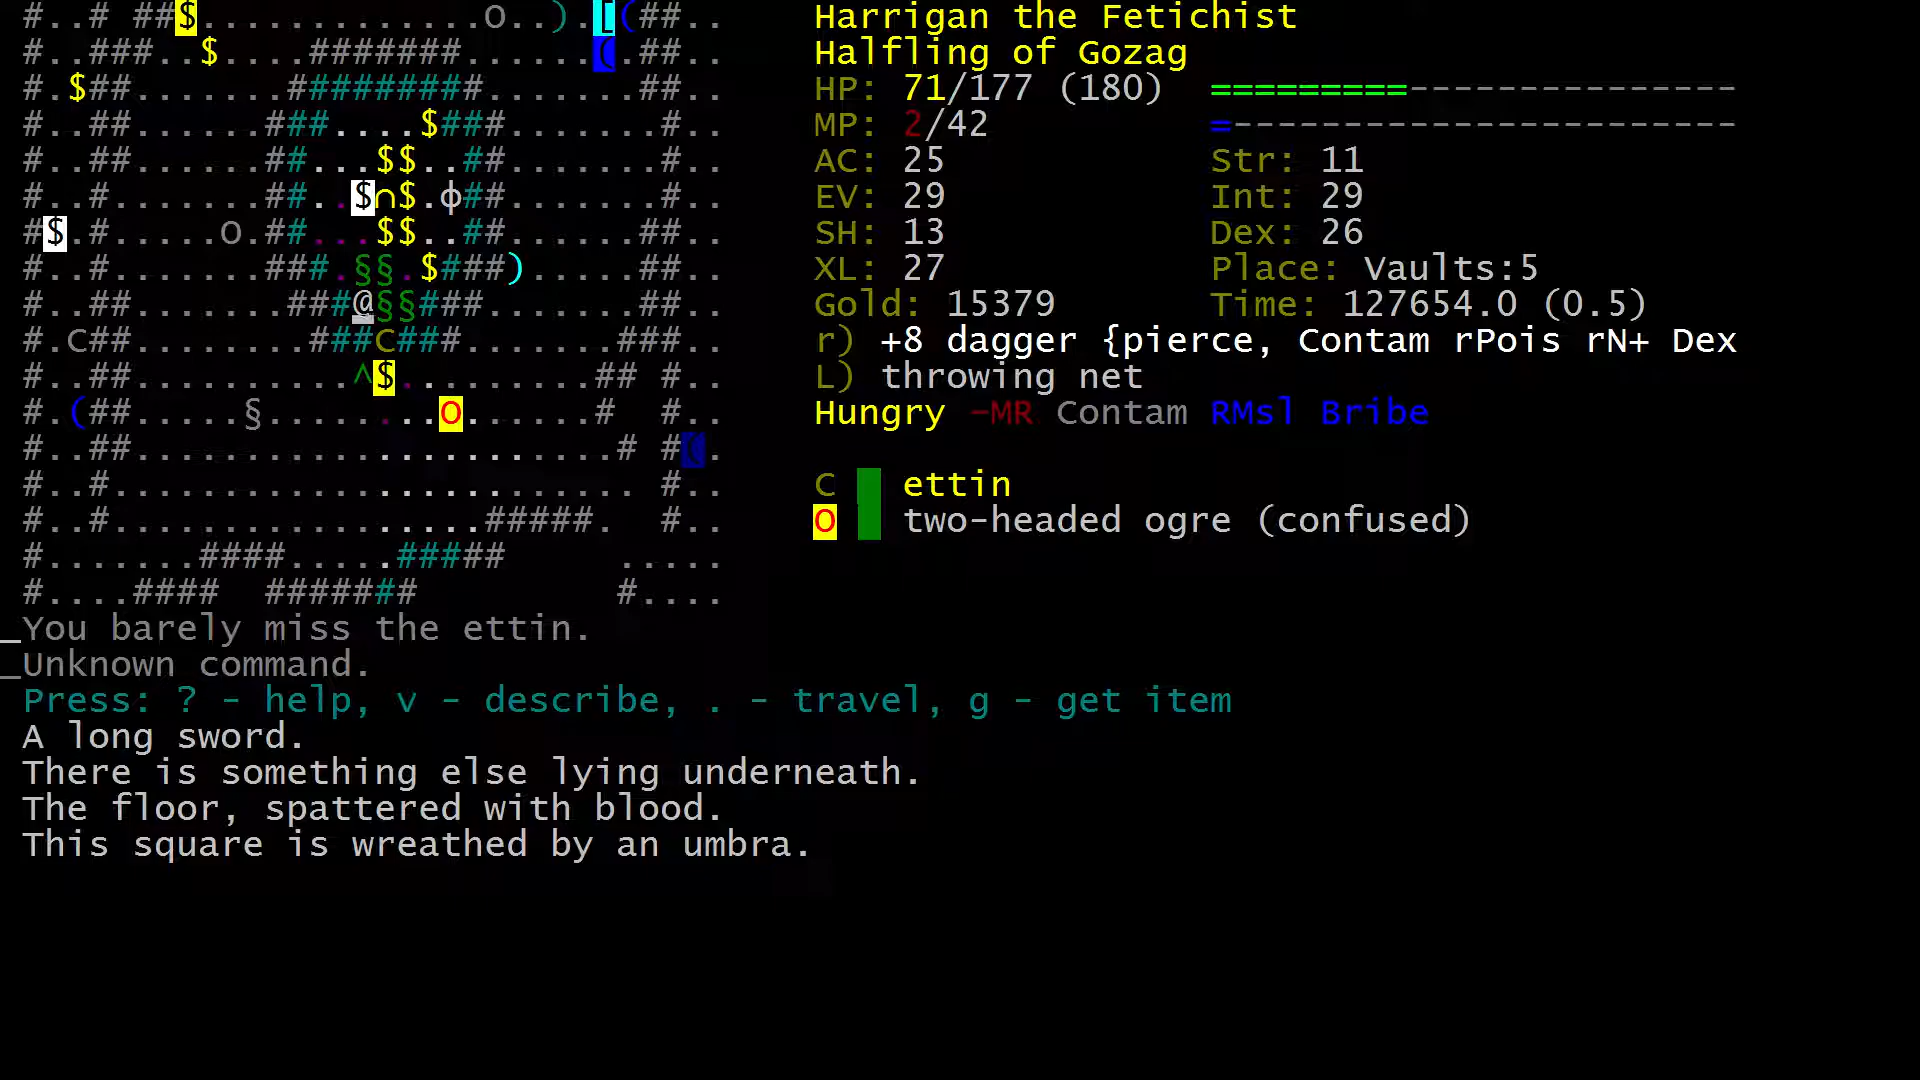 #..# ##$.............o..).[(##..
#..###..$....#######......( ##..
#.$##.......########.......##..
#..##......###....$###.......#..
#..##......##...$$..##.......#..
#..#.......##..$∩$.φ##.......#..
#$.#.....o.##...$$..##......##..
#..#.......###.§§.$###).....##..
#..##.......###@§§###.......##..
#.c##........###c###.......###..
#..##..........^$.........## #..
#.(##.....§........o......#  #..
#..##......................# #(.
#..#........................ #..
#..#.................#####.  #..
#.......####.....#####     .....
#....####  #######         #....
Harrigan the Fetichist
Halfling of Gozag
HP: 71/177 (180) =========---------------
MP: 2/42 =-----------------------
AC: 25 Str: 11
EV: 29 Int: 29
SH: 13 Dex: 26
XL: 27 Place: Vaults:5
Gold: 15379 Time: 127654.0 (0.5)
r) +8 dagger {pierce, Contam rPois rN+ Dex
L) throwing net
Hungry -MR Contam RMsl Bribe
C ettin
O two-headed ogre (confused)
_You barely miss the ettin.
_Unknown command.
Press: ? - help, v - describe, . - travel, g - get item
A long sword.
There is something else lying underneath.
The floor, spattered with blood.
This square is wreathed by an umbra.